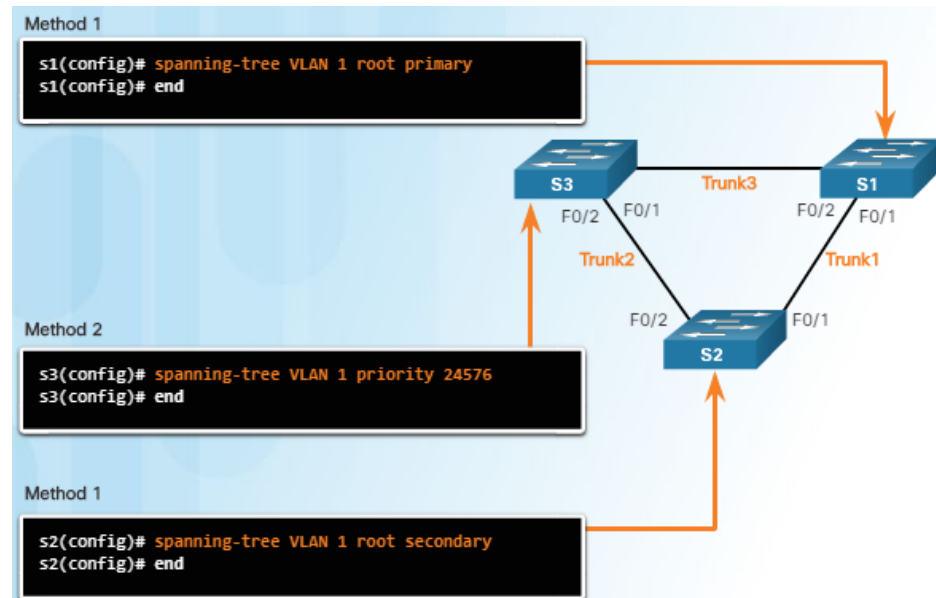 Method 1
s1(config)# spanning-tree VLAN 1 root primary
s1(config)# end
S3
Trunk3
S1
F0/2
F0/1
F0/2
F0/1
Trunk2
Trunk1
F0/2
F0/1
S2
Method 2
s3(config)# spanning-tree VLAN 1 priority 24576
s3(config)# end
Method 1
s2(config)# spanning-tree VLAN 1 root secondary
s2(config)# end